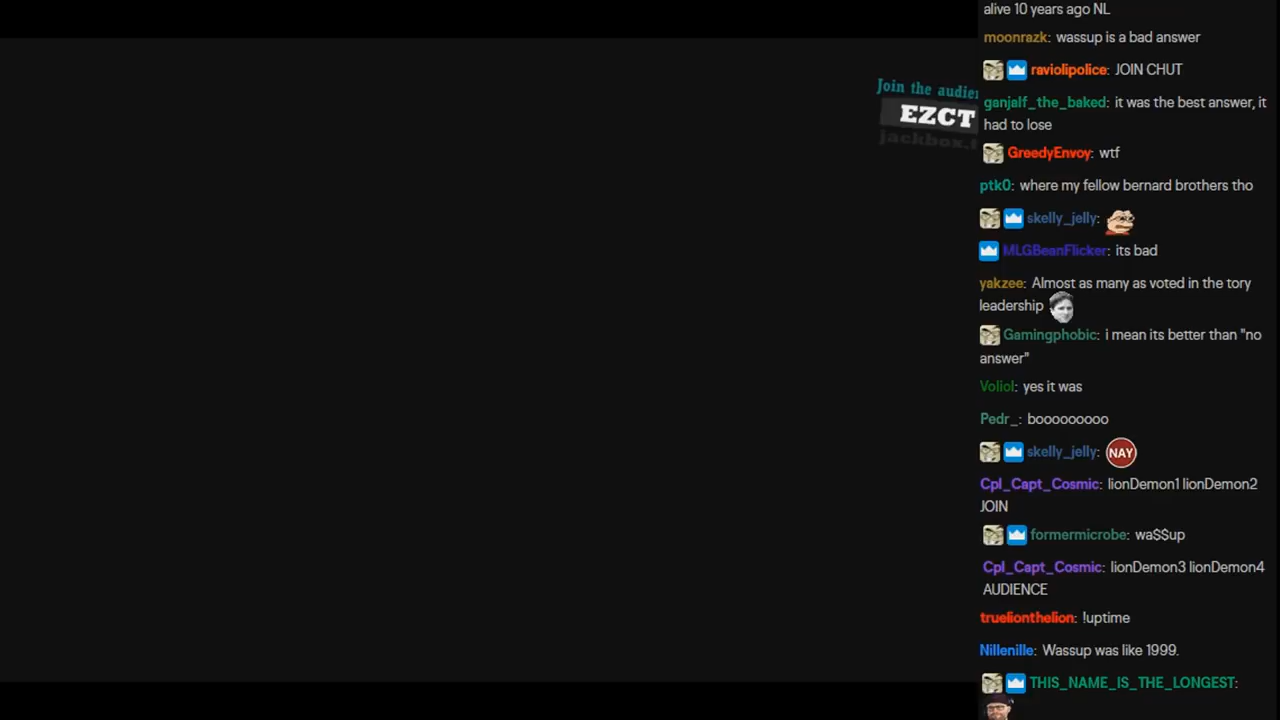 Join the audien
EZCT
jackbox.t
alive 10 years ago NL
moonrazk: wassup is a bad answer
raviolipolice: JOIN CHUT
ganjalf_the_baked: it was the best answer, it
had to lose
GreedyEnvoy: wtf
ptk0: where my fellow bernard brothers tho
skelly_jelly:
MLGBeanFlicker: its bad
yakzee: Almost as many as voted in the tory
leadership
Gamingphobic: i mean its better than "no
answer"
Voliol: yes it was
Pedr_: booooooooo
skelly_jelly: NAY
Cpl_Capt_Cosmic: lionDemon1 lionDemon2
JOIN
formermicrobe: wa$$up
Cpl_Capt_Cosmic: lionDemon3 lionDemon4
AUDIENCE
truelionthelion: !uptime
Nillenille: Wassup was like 1999.
THIS_NAME_IS_THE_LONGEST: